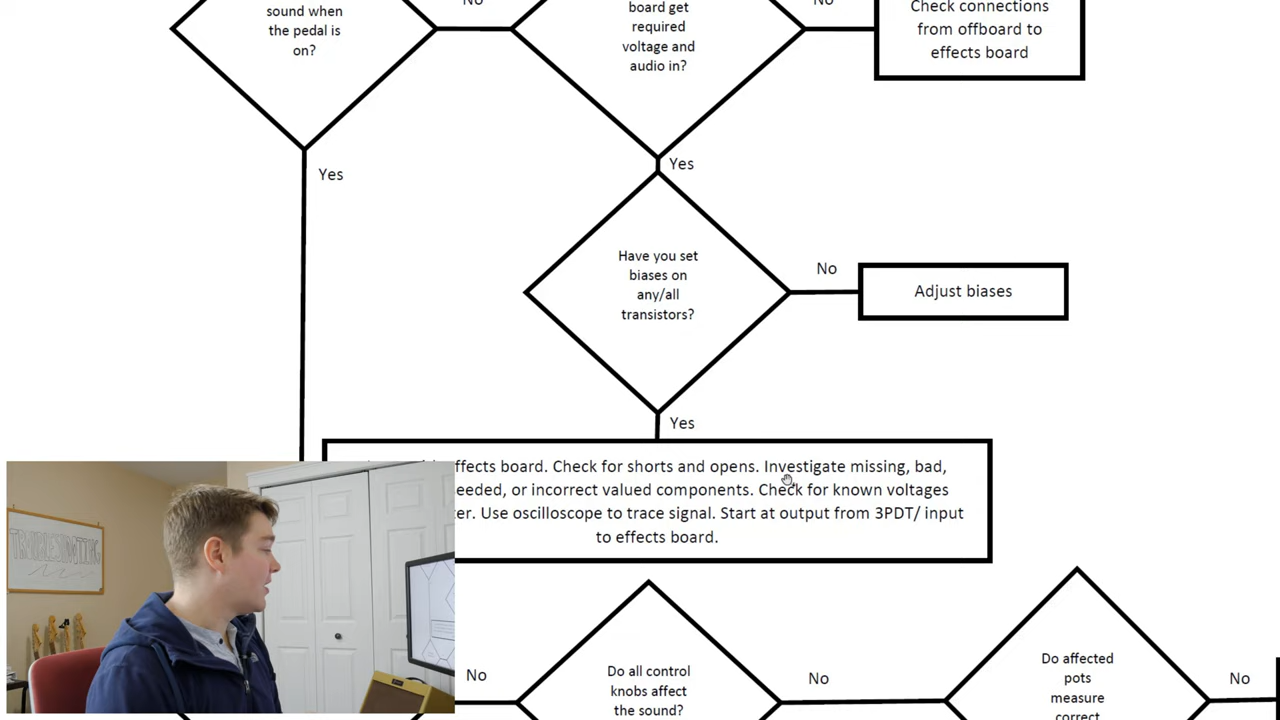 sound when
the pedal is
on?
No
board get
required
voltage and
audio in?
No
Check connections
from offboard to
effects board
Yes
Yes
Have you set
biases on
any/all
transistors?
No
Adjust biases
Yes
effects board. Check for shorts and opens. Investigate missing, bad,
or incorrect valued components. Check for known voltages
Use oscilloscope to trace signal. Start at output from 3PDT/ input
to effects board.
TROUBLESHOOTING
No
Do all control
knobs affect
the sound?
No
Do affected
pots
measure
correct
No